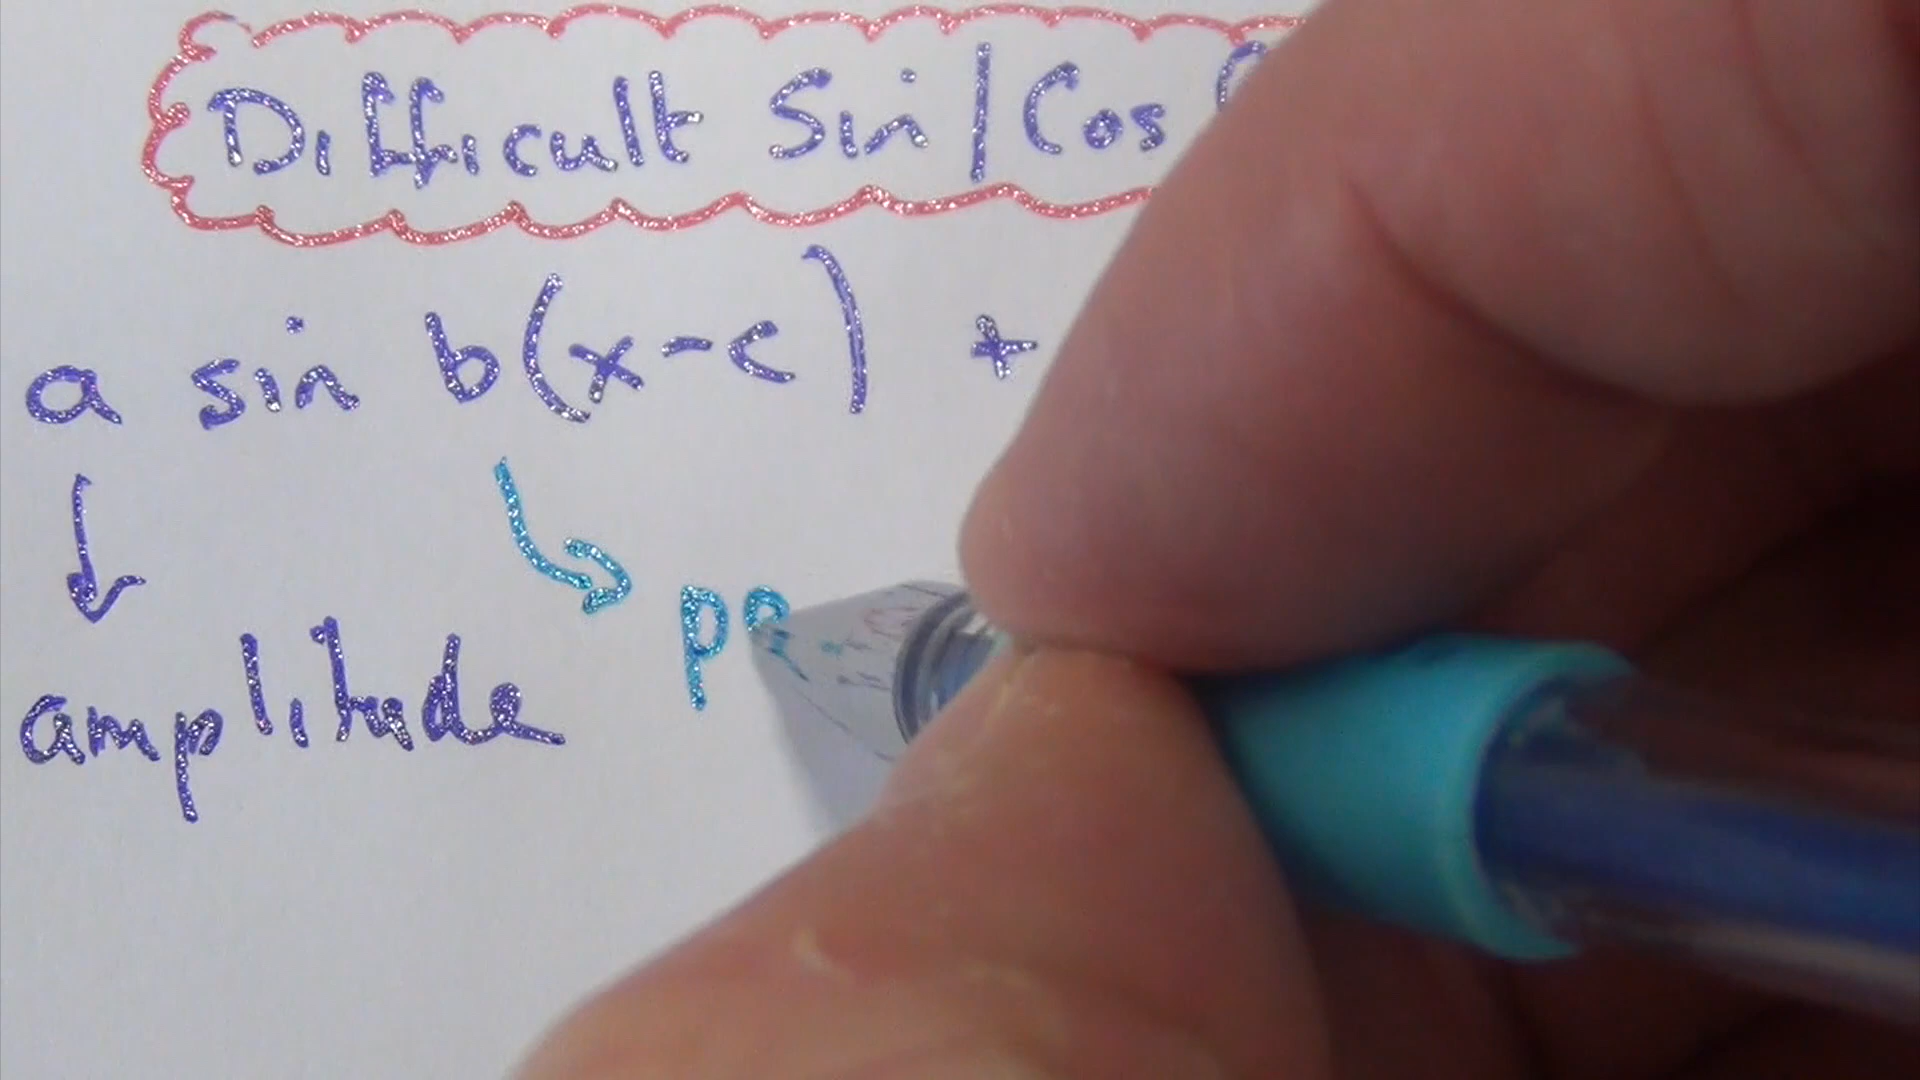 Difficult Sin/Cos
a sin b(x-c) +
pe
amplitude